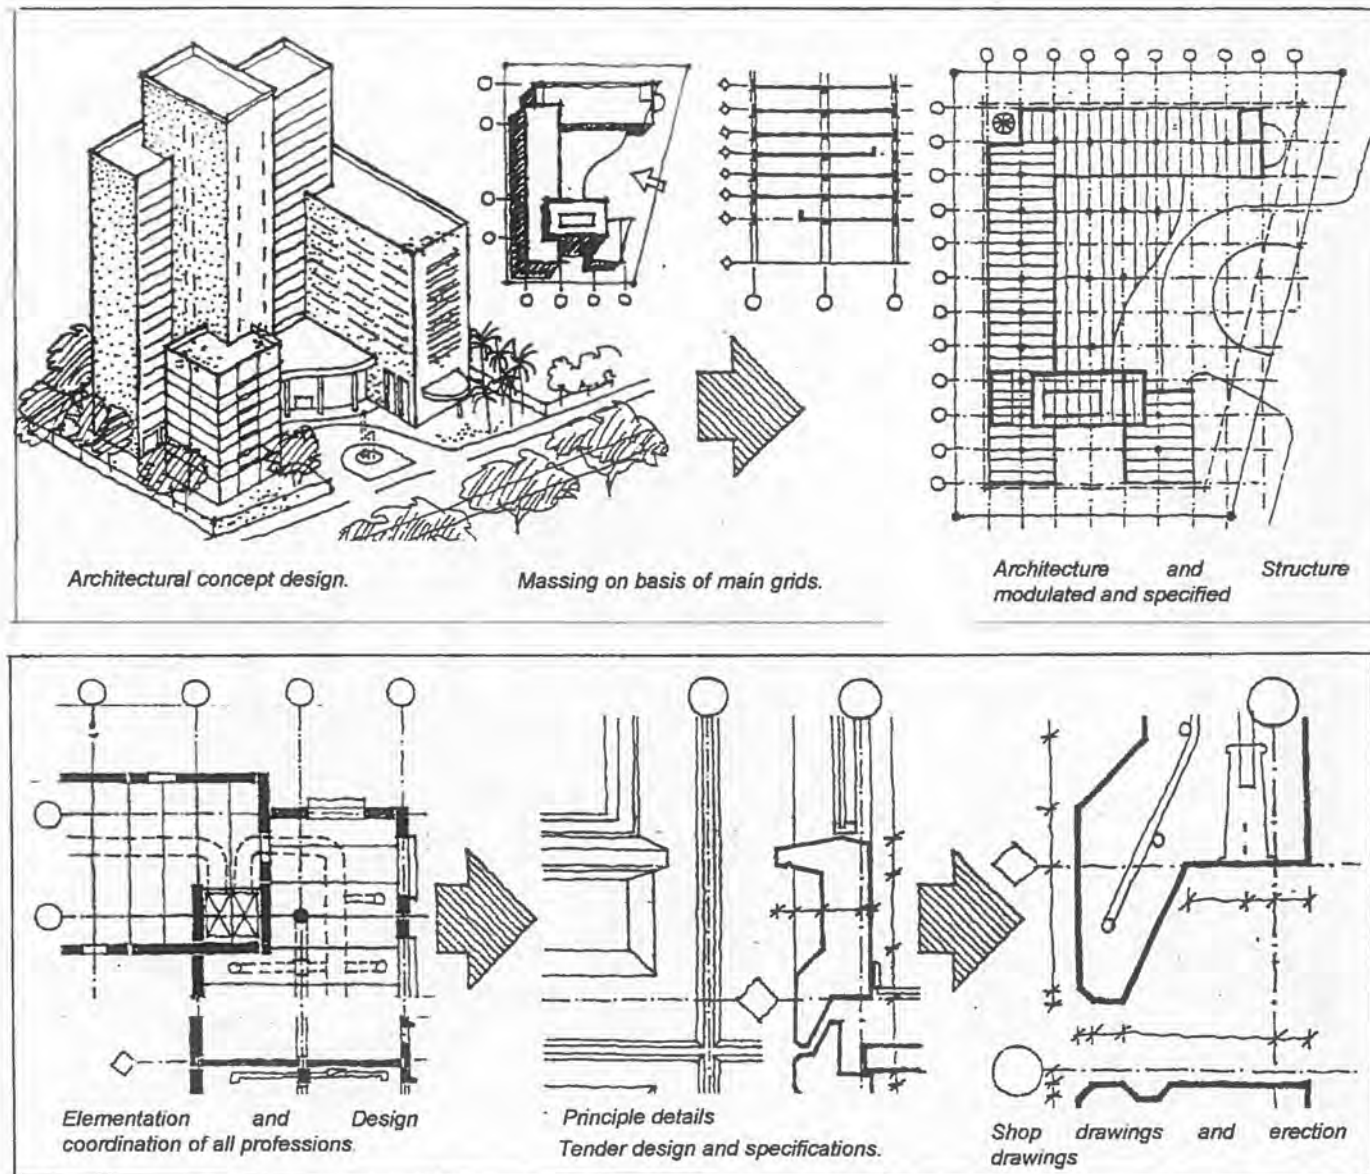 Architectural concept design.
Massing on basis of main grids.
Architecture and Structure
modulated and specified
Elementation and Design
coordination of all professions.
Principle details
Tender design and specifications.
Shop drawings and erection
drawings